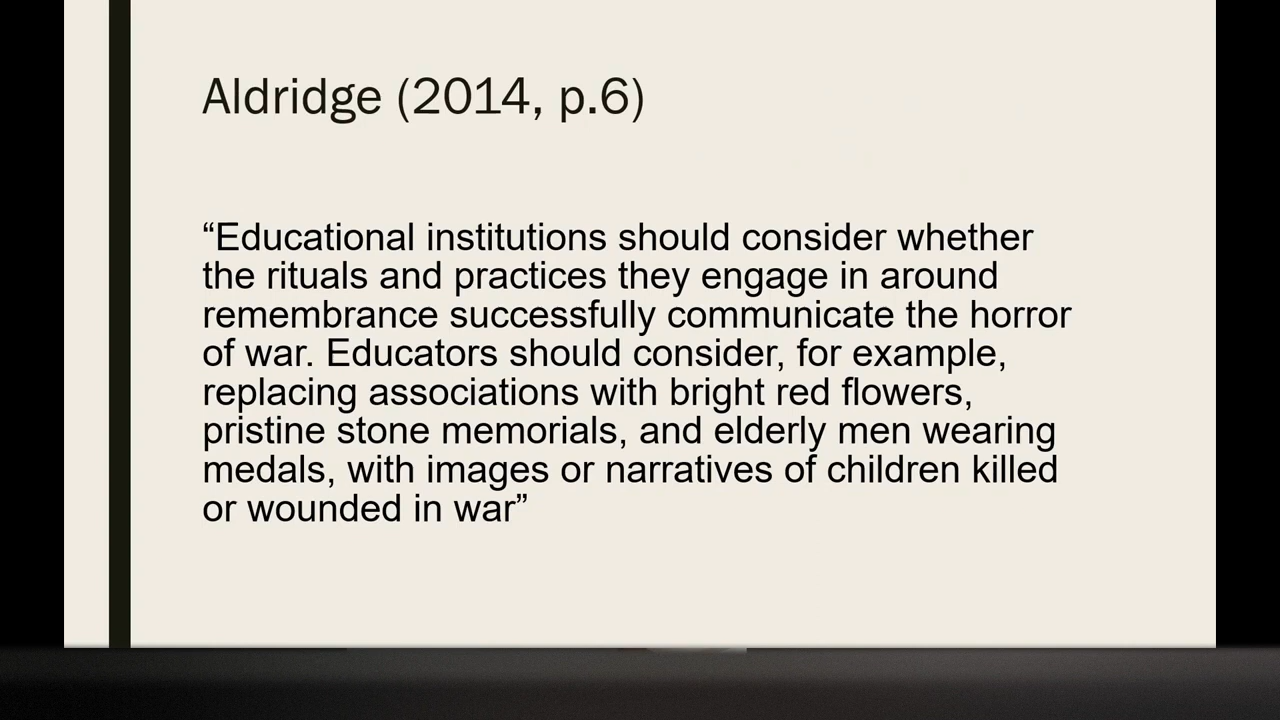 Aldridge (2014, p.6)
“Educational institutions should consider whether
the rituals and practices they engage in around
remembrance successfully communicate the horror
of war. Educators should consider, for example,
replacing associations with bright red flowers,
pristine stone memorials, and elderly men wearing
medals, with images or narratives of children killed
or wounded in war”